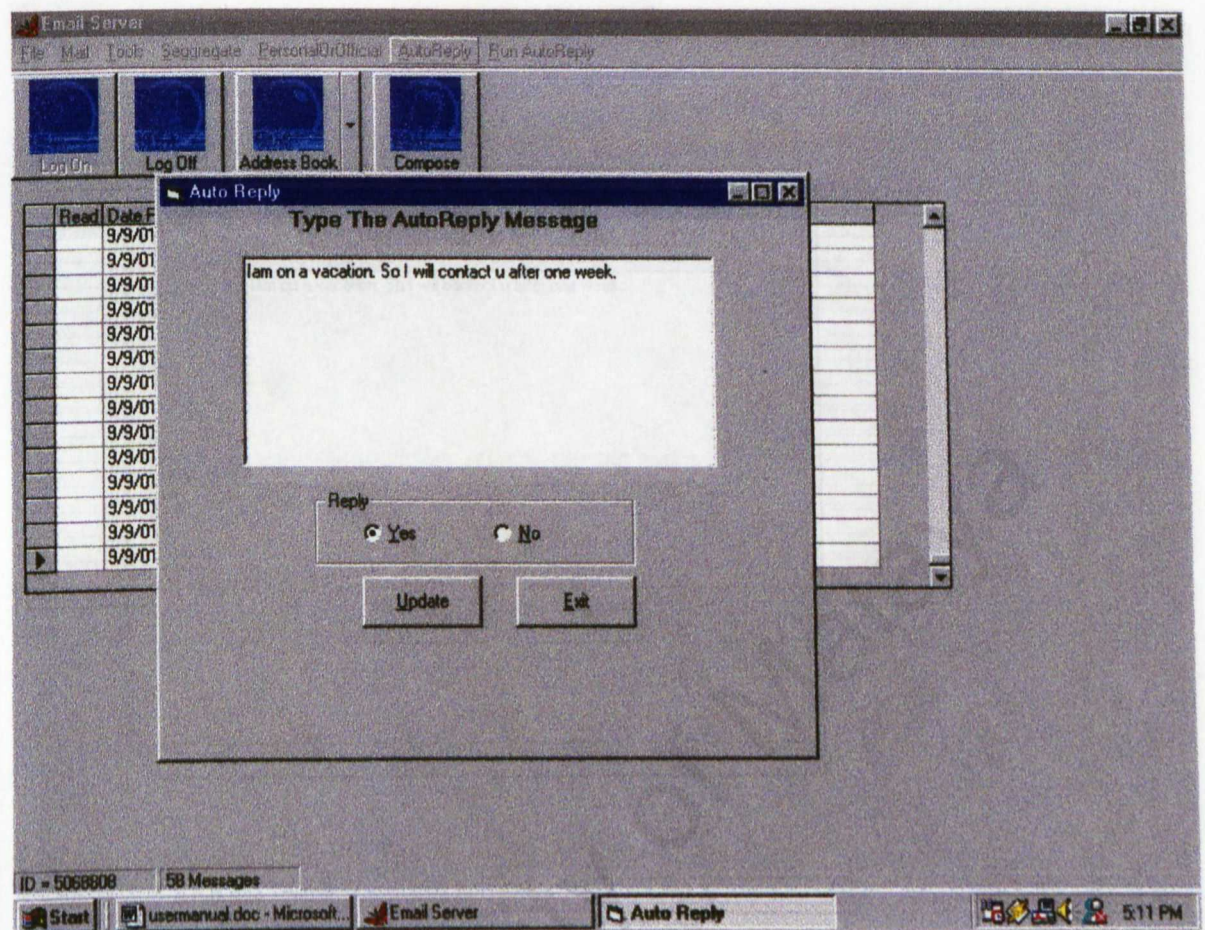 Email Server
File Mail Tools Seggregate PersonalOrOfficial AutoReply Run AutoReply
Log On Log Off Address Book Compose
Auto Reply
Read Date F
Type The AutoReply Message
9/9/01
9/9/01
9/9/01
9/9/01
9/9/01
9/9/01
9/9/01
9/9/01
9/9/01
9/9/01
9/9/01
9/9/01
9/9/01
9/9/01
Iam on a vacation. So I will contact u after one week.
Reply
Yes No
Update Exit
ID = 5068808 58 Messages
Start usermanual.doc - Microsoft... Email Server Auto Reply 5:11 PM